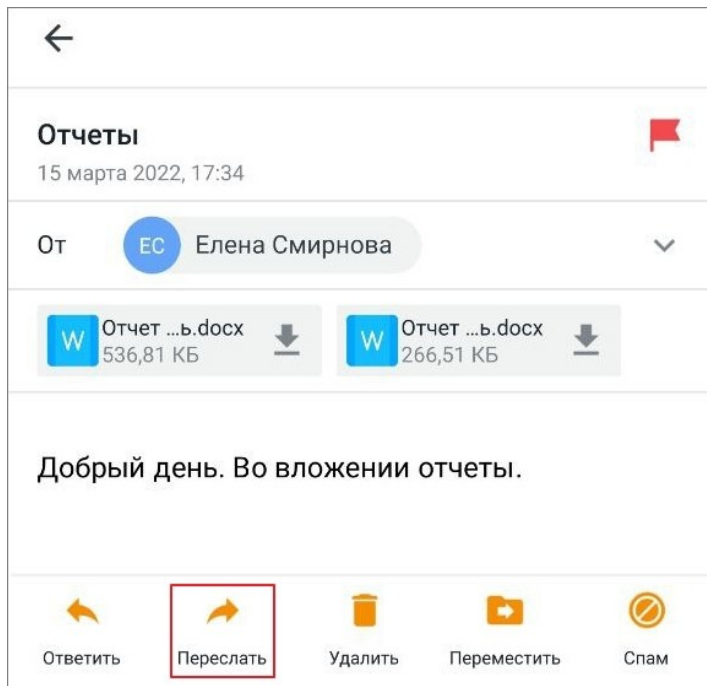 Отчеты
15 марта 2022, 17:34
От ЕС Елена Смирнова
W Отчет ...ь.docx W Отчет ...ь.docx
536,81 КБ 266,51 КБ
Добрый день. Во вложении отчеты.
Ответить Переслать Удалить Переместить Спам